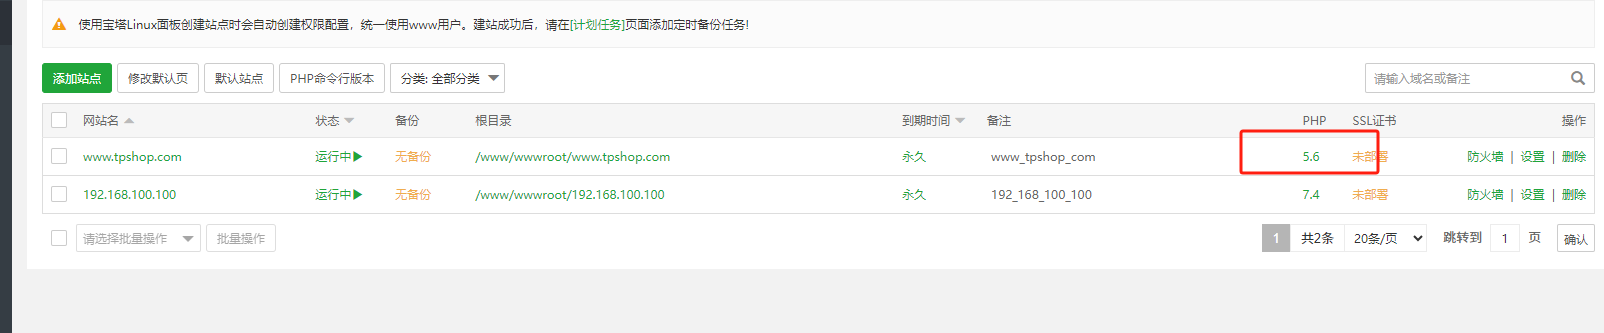 使用宝塔Linux面板创建站点时会自动创建权限配置，统一使用www用户。建站成功后，请在[计划任务]页面添加定时备份任务!
添加站点 修改默认页 默认站点 PHP命令行版本 分类: 全部分类 请输入域名或备注
网站名 状态 备份 根目录 到期时间 备注 PHP SSL证书 操作
www.tpshop.com 运行中 无备份 /www/wwwroot/www.tpshop.com 永久 www_tpshop_com 5.6 未部署 防火墙 | 设置 | 删除
192.168.100.100 运行中 无备份 /www/wwwroot/192.168.100.100 永久 192_168_100_100 7.4 未部署 防火墙 | 设置 | 删除
请选择批量操作 批量操作 1 共2条 20条/页 跳转到 1 页 确认